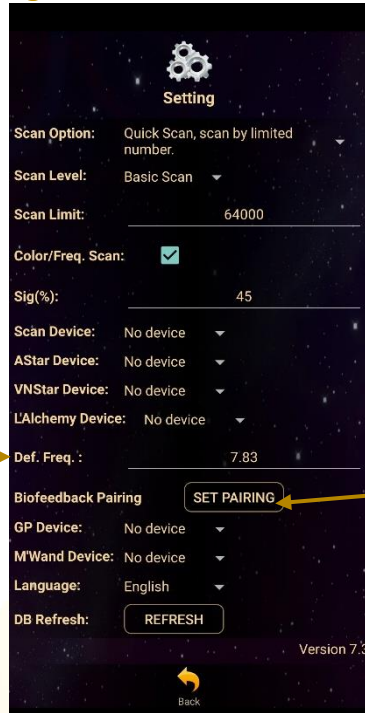 Setting
Scan Option: Quick Scan, scan by limited
number.
Scan Level: Basic Scan
Scan Limit: 64000
Color/Freq. Scan:
Sig(%): 45
Scan Device: No device
AStar Device: No device
VNStar Device: No device
L'Alchemy Device: No device
Def. Freq. : 7.83
Biofeedback Pairing SET PAIRING
GP Device: No device
M'Wand Device: No device
Language: English
DB Refresh: REFRESH
Version 7.3
Back